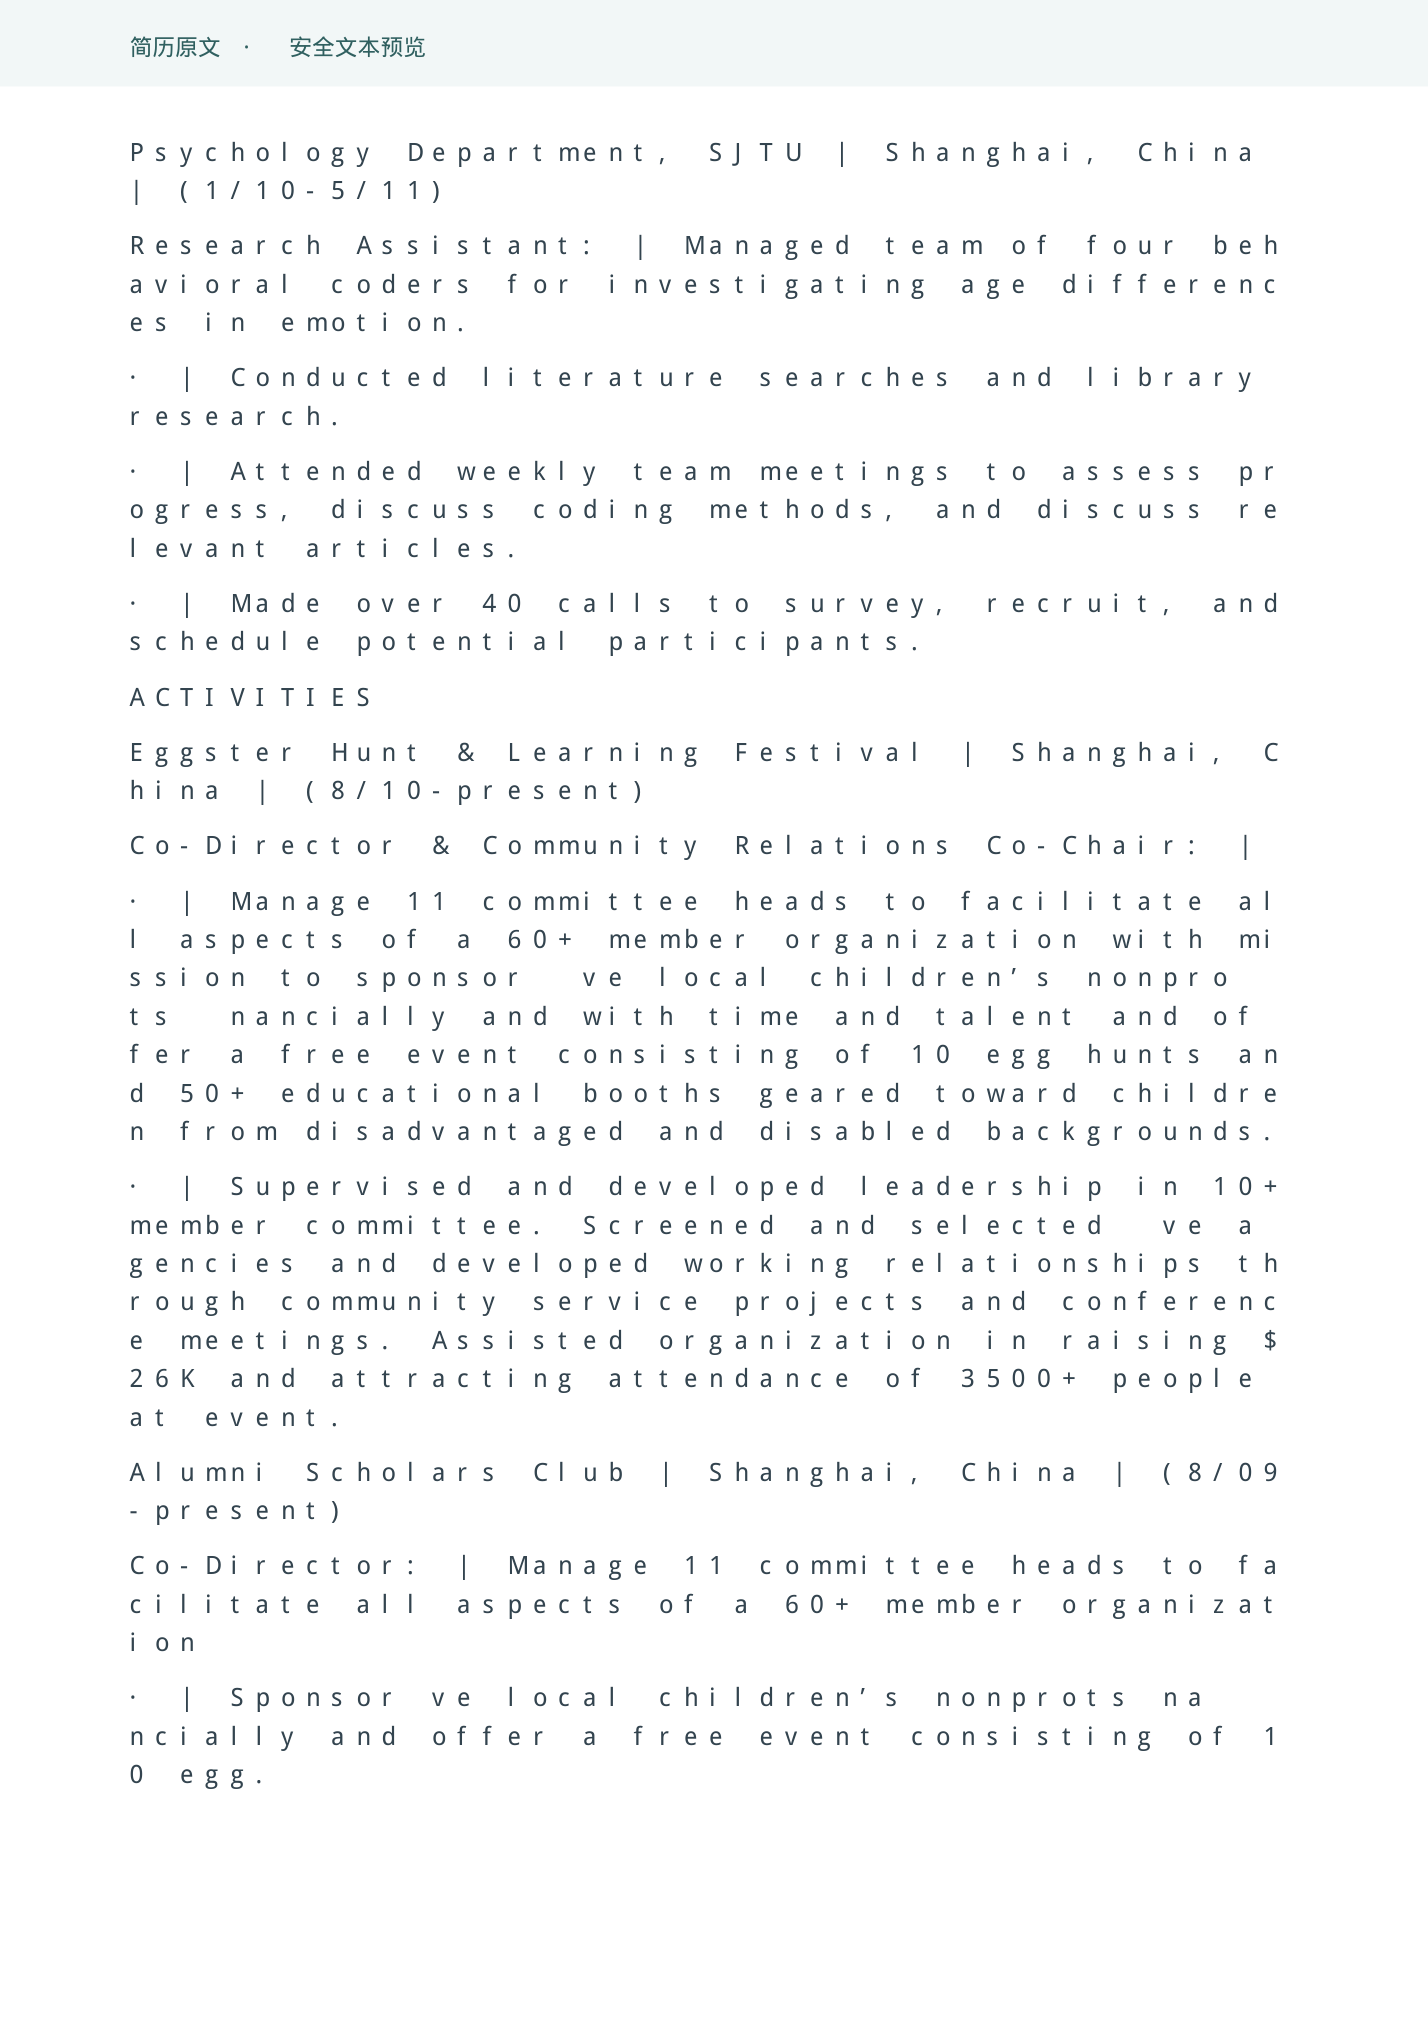 简历原文 · 安全文本预览
Psychology Department, SJTU | Shanghai, China
| (1/10-5/11)
Research Assistant: | Managed team of four beh
avioral coders for investigating age differenc
es in emotion.
· | Conducted literature searches and library
research.
· | Attended weekly team meetings to assess pr
ogress, discuss coding methods, and discuss re
levant articles.
· | Made over 40 calls to survey, recruit, and
schedule potential participants.
ACTIVITIES
Eggster Hunt & Learning Festival | Shanghai, C
hina | (8/10-present)
Co-Director & Community Relations Co-Chair: |
· | Manage 11 committee heads to facilitate al
l aspects of a 60+ member organization with mi
ssion to sponsor ve local children’s nonpro
ts nancially and with time and talent and of
fer a free event consisting of 10 egg hunts an
d 50+ educational booths geared toward childre
n from disadvantaged and disabled backgrounds.
· | Supervised and developed leadership in 10+
member committee. Screened and selected ve a
gencies and developed working relationships th
rough community service projects and conferenc
e meetings. Assisted organization in raising $
26K and attracting attendance of 3500+ people
at event.
Alumni Scholars Club | Shanghai, China | (8/09
-present)
Co-Director: | Manage 11 committee heads to fa
cilitate all aspects of a 60+ member organizat
ion
· | Sponsor ve local children’s nonprots na
ncially and offer a free event consisting of 1
0 egg.